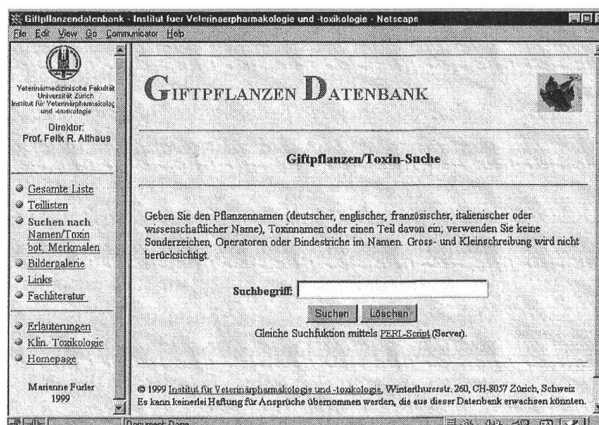 Giftpflanzendatenbank - Institut fuer Veterinaerpharmakologie und -toxikologie - Netscape
File Edit View Go Communicator Help
Veterinärmedizinische Fakultät
Universität Zürich
Institut für Veterinärpharmakolog
und -toxikologie
Direktor:
Prof. Felix R. Althaus
Gesamte Liste
Teillisten
Suchen nach
Namen/Toxin
bot. Merkmalen
Bildergalerie
Links
Fachliteratur
Erläuterungen
Klin. Toxikologie
Homepage
Marianne Furler
1999
GIFTPFLANZEN DATENBANK
Giftpflanzen/Toxin-Suche
Geben Sie den Pflanzennamen (deutscher, englischer, französischer, italienischer oder
wissenschaftlicher Name), Toxinnamen oder einen Teil davon ein; verwenden Sie keine
Sonderzeichen, Operatoren oder Bindestriche im Namen. Gross- und Kleinschreibung wird nicht
berücksichtigt.
Suchbegriff:
Suchen Löschen
Gleiche Suchfuktion mittels PERL-Script (Server).
© 1999 Institut für Veterinärpharmakologie und -toxikologie, Winterthurerstr. 260, CH-8057 Zürich, Schweiz
Es kann keinerlei Haftung für Ansprüche übernommen werden, die aus dieser Datenbank erwachsen könnten.
Document: Done